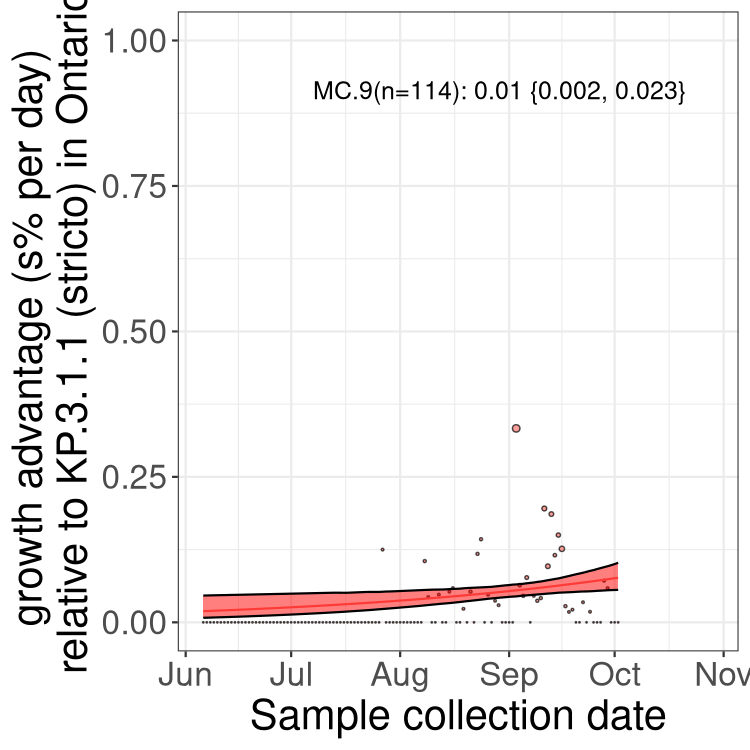 growth advantage (s% per day)
relative to KP.3.1.1 (stricto) in Ontario
1.00
0.75
0.50
0.25
0.00
MC.9(n=114): 0.01 {0.002, 0.023}
Jun Jul Aug Sep Oct Nov
Sample collection date